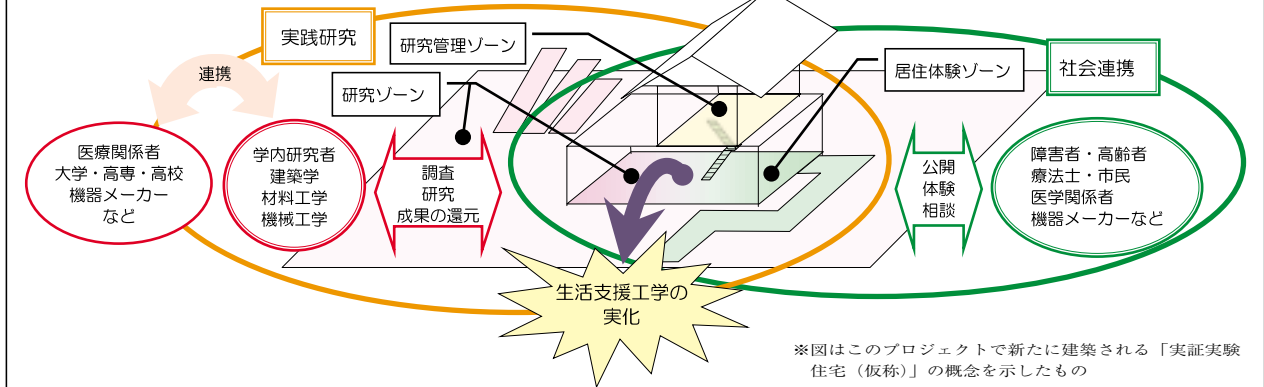 実践研究
研究管理ゾーン
連携
研究ゾーン
居住体験ゾーン
社会連携
医療関係者
大学・高専・高校
機器メーカー
など
学内研究者
建築学
材料工学
機械工学
調査
研究
成果の還元
公開
体験
相談
障害者・高齢者
療法士・市民
医学関係者
機器メーカーなど
生活支援工学の
実化
※図はこのプロジェクトで新たに建築される「実証実験
住宅（仮称）」の概念を示したもの